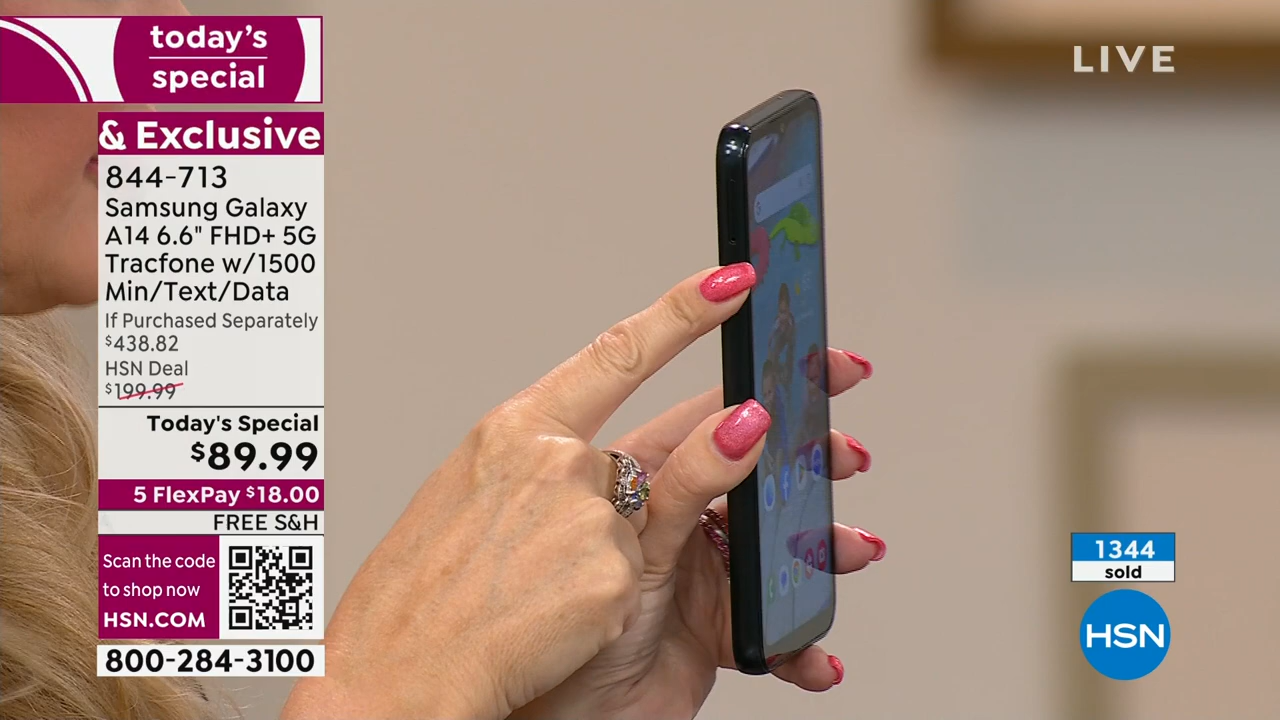 today's
special
& Exclusive
844-713
Samsung Galaxy
A14 6.6" FHD+ 5G
Tracfone w/1500
Min/Text/Data
If Purchased Separately
$438.82
HSN Deal
$199.99
Today's Special
$89.99
5 FlexPay $18.00
FREE S&H
Scan the code
to shop now
HSN.COM
800-284-3100
LIVE
1344
sold
HSN